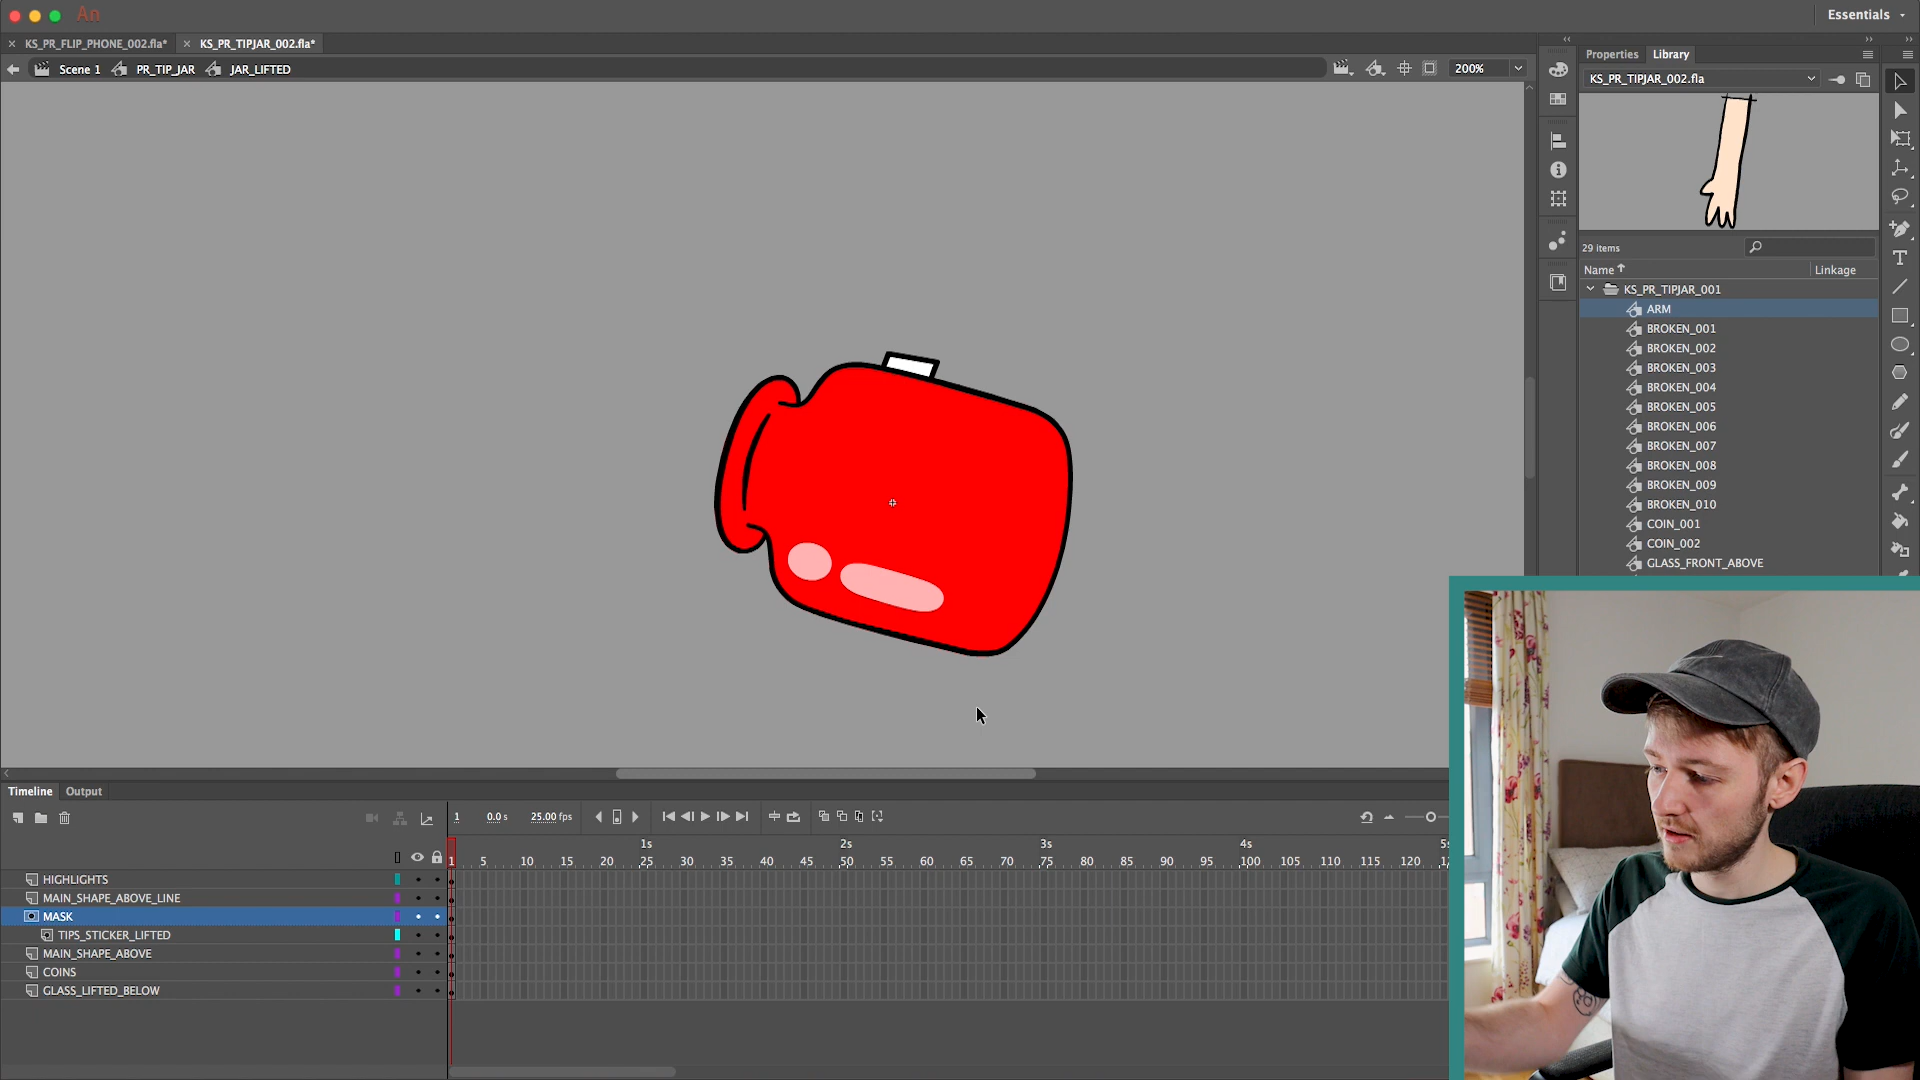 An
Essentials
KS_PR_FLIP_PHONE_002.fla*
KS_PR_TIPJAR_002.fla*
Scene 1
PR_TIP_JAR
JAR_LIFTED
200%
Properties
Library
KS_PR_TIPJAR_002.fla
29 items
Name
Linkage
KS_PR_TIPJAR_001
ARM
BROKEN_001
BROKEN_002
BROKEN_003
BROKEN_004
BROKEN_005
BROKEN_006
BROKEN_007
BROKEN_008
BROKEN_009
BROKEN_010
COIN_001
COIN_002
GLASS_FRONT_ABOVE
Timeline
Output
1
0.0 s
25.00 fps
1s 2s 3s 4s 5s
1 5 10 15 20 25 30 35 40 45 50 55 60 65 70 75 80 85 90 95 100 105 110 115 120
HIGHLIGHTS
MAIN_SHAPE_ABOVE_LINE
MASK
TIPS_STICKER_LIFTED
MAIN_SHAPE_ABOVE
COINS
GLASS_LIFTED_BELOW